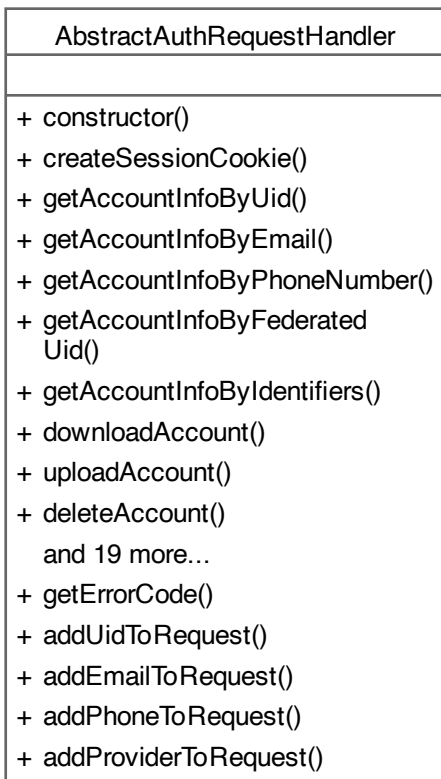 AbstractAuthRequestHandler
+ constructor()
+ createSessionCookie()
+ getAccountInfoByUid()
+ getAccountInfoByEmail()
+ getAccountInfoByPhoneNumber()
+ getAccountInfoByFederated
Uid()
+ getAccountInfoByIdentifiers()
+ downloadAccount()
+ uploadAccount()
+ deleteAccount()
and 19 more...
+ getErrorCode()
+ addUidToRequest()
+ addEmailToRequest()
+ addPhoneToRequest()
+ addProviderToRequest()